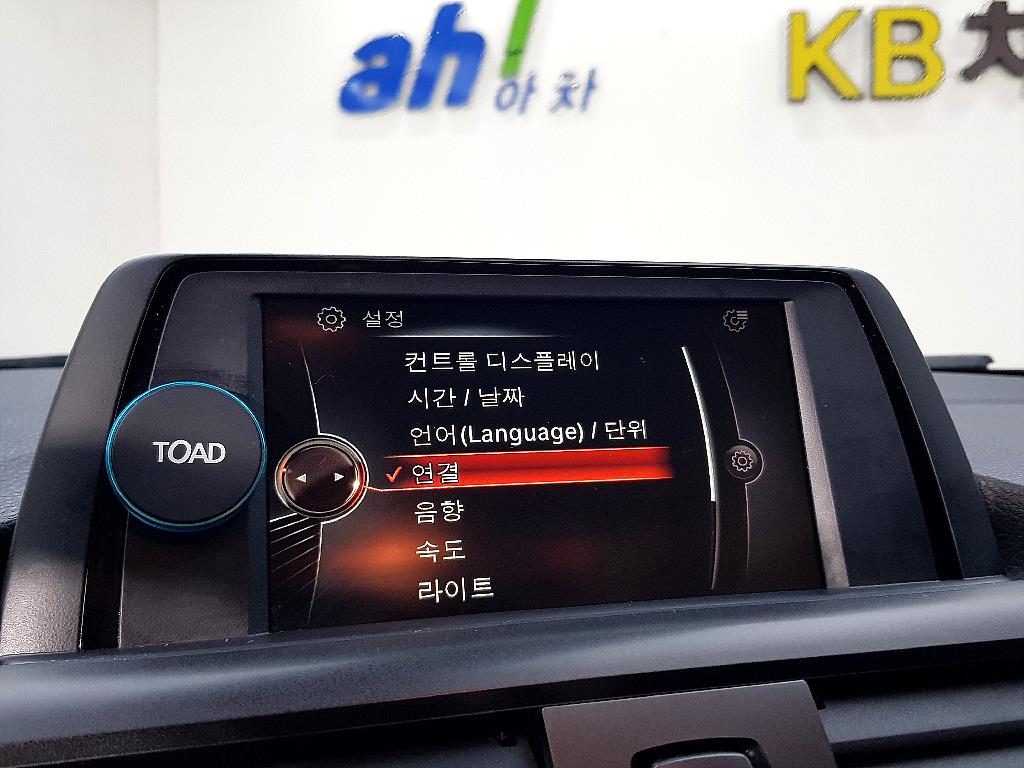 ah!
아차
KB차
TOAD
설정
컨트롤 디스플레이
시간 / 날짜
언어(Language) / 단위
연결
음향
속도
라이트